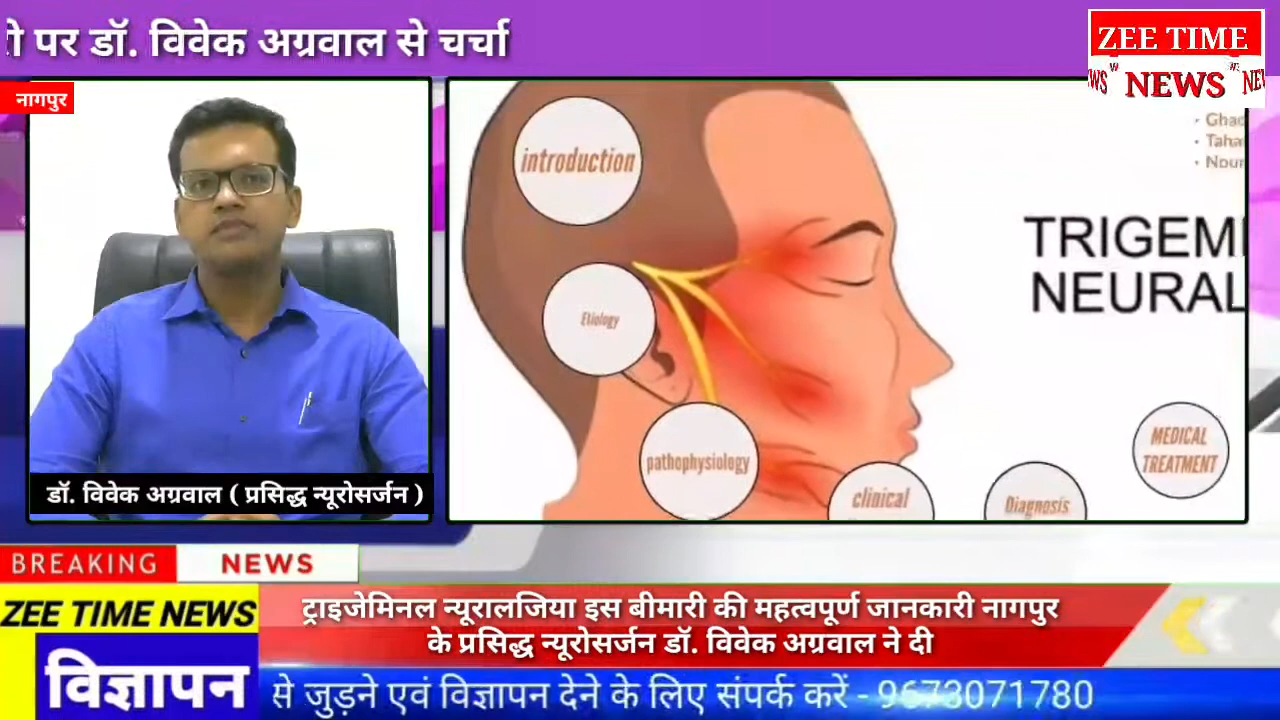 पर डॉ. विवेक अग्रवाल से चर्चा
ZEE TIME
NEWS
नागपुर
introduction
Etiology
pathophysiology
clinical
Diagnosis
MEDICAL
TREATMENT
TRIGEMI
NEURAL
डॉ. विवेक अग्रवाल ( प्रसिद्ध न्यूरोसर्जन )
BREAKING NEWS
ZEE TIME NEWS
ट्राइजेमिनल न्यूरालजिया इस बीमारी की महत्वपूर्ण जानकारी नागपुर
के प्रसिद्ध न्यूरोसर्जन डॉ. विवेक अग्रवाल ने दी
विज्ञापन
से जुड़ने एवं विज्ञापन देने के लिए संपर्क करें - 9673071780